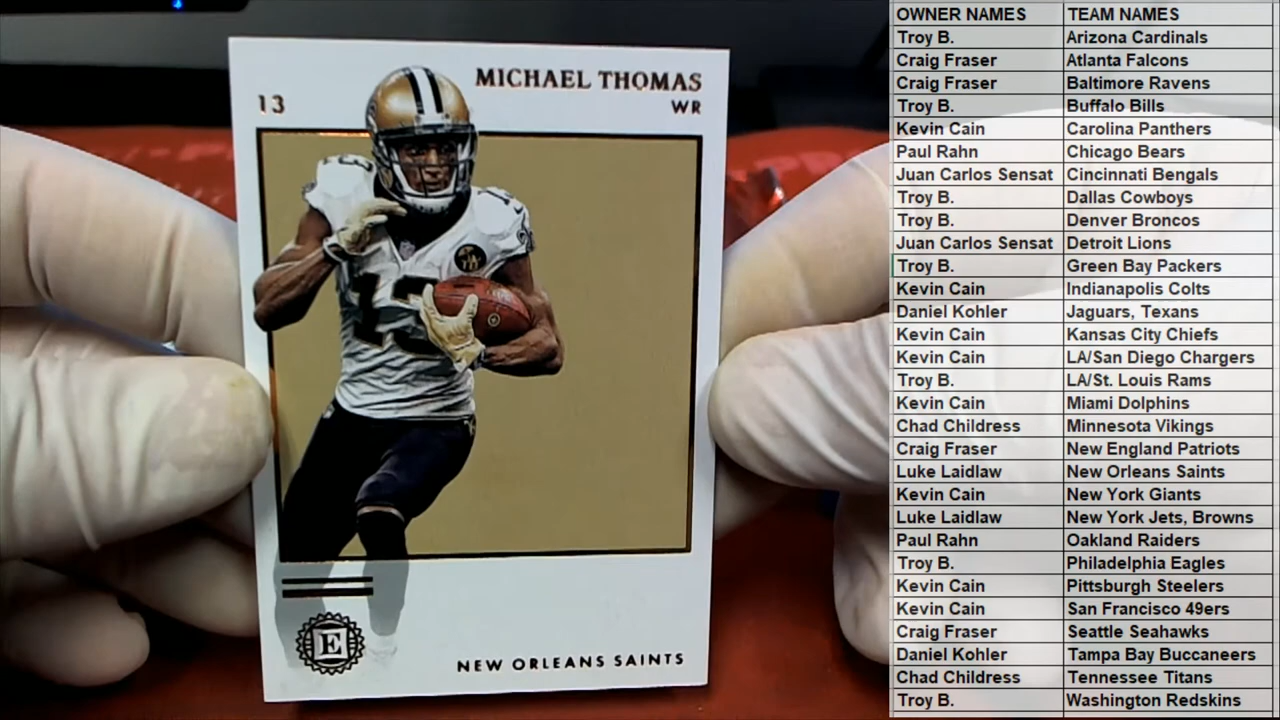 MICHAEL THOMAS
13
WR
13
E
NEW ORLEANS SAINTS
OWNER NAMES TEAM NAMES
Troy B. Arizona Cardinals
Craig Fraser Atlanta Falcons
Craig Fraser Baltimore Ravens
Troy B. Buffalo Bills
Kevin Cain Carolina Panthers
Paul Rahn Chicago Bears
Juan Carlos Sensat Cincinnati Bengals
Troy B. Dallas Cowboys
Troy B. Denver Broncos
Juan Carlos Sensat Detroit Lions
Troy B. Green Bay Packers
Kevin Cain Indianapolis Colts
Daniel Kohler Jaguars, Texans
Kevin Cain Kansas City Chiefs
Kevin Cain LA/San Diego Chargers
Troy B. LA/St. Louis Rams
Kevin Cain Miami Dolphins
Chad Childress Minnesota Vikings
Craig Fraser New England Patriots
Luke Laidlaw New Orleans Saints
Kevin Cain New York Giants
Luke Laidlaw New York Jets, Browns
Paul Rahn Oakland Raiders
Troy B. Philadelphia Eagles
Kevin Cain Pittsburgh Steelers
Kevin Cain San Francisco 49ers
Craig Fraser Seattle Seahawks
Daniel Kohler Tampa Bay Buccaneers
Chad Childress Tennessee Titans
Troy B. Washington Redskins